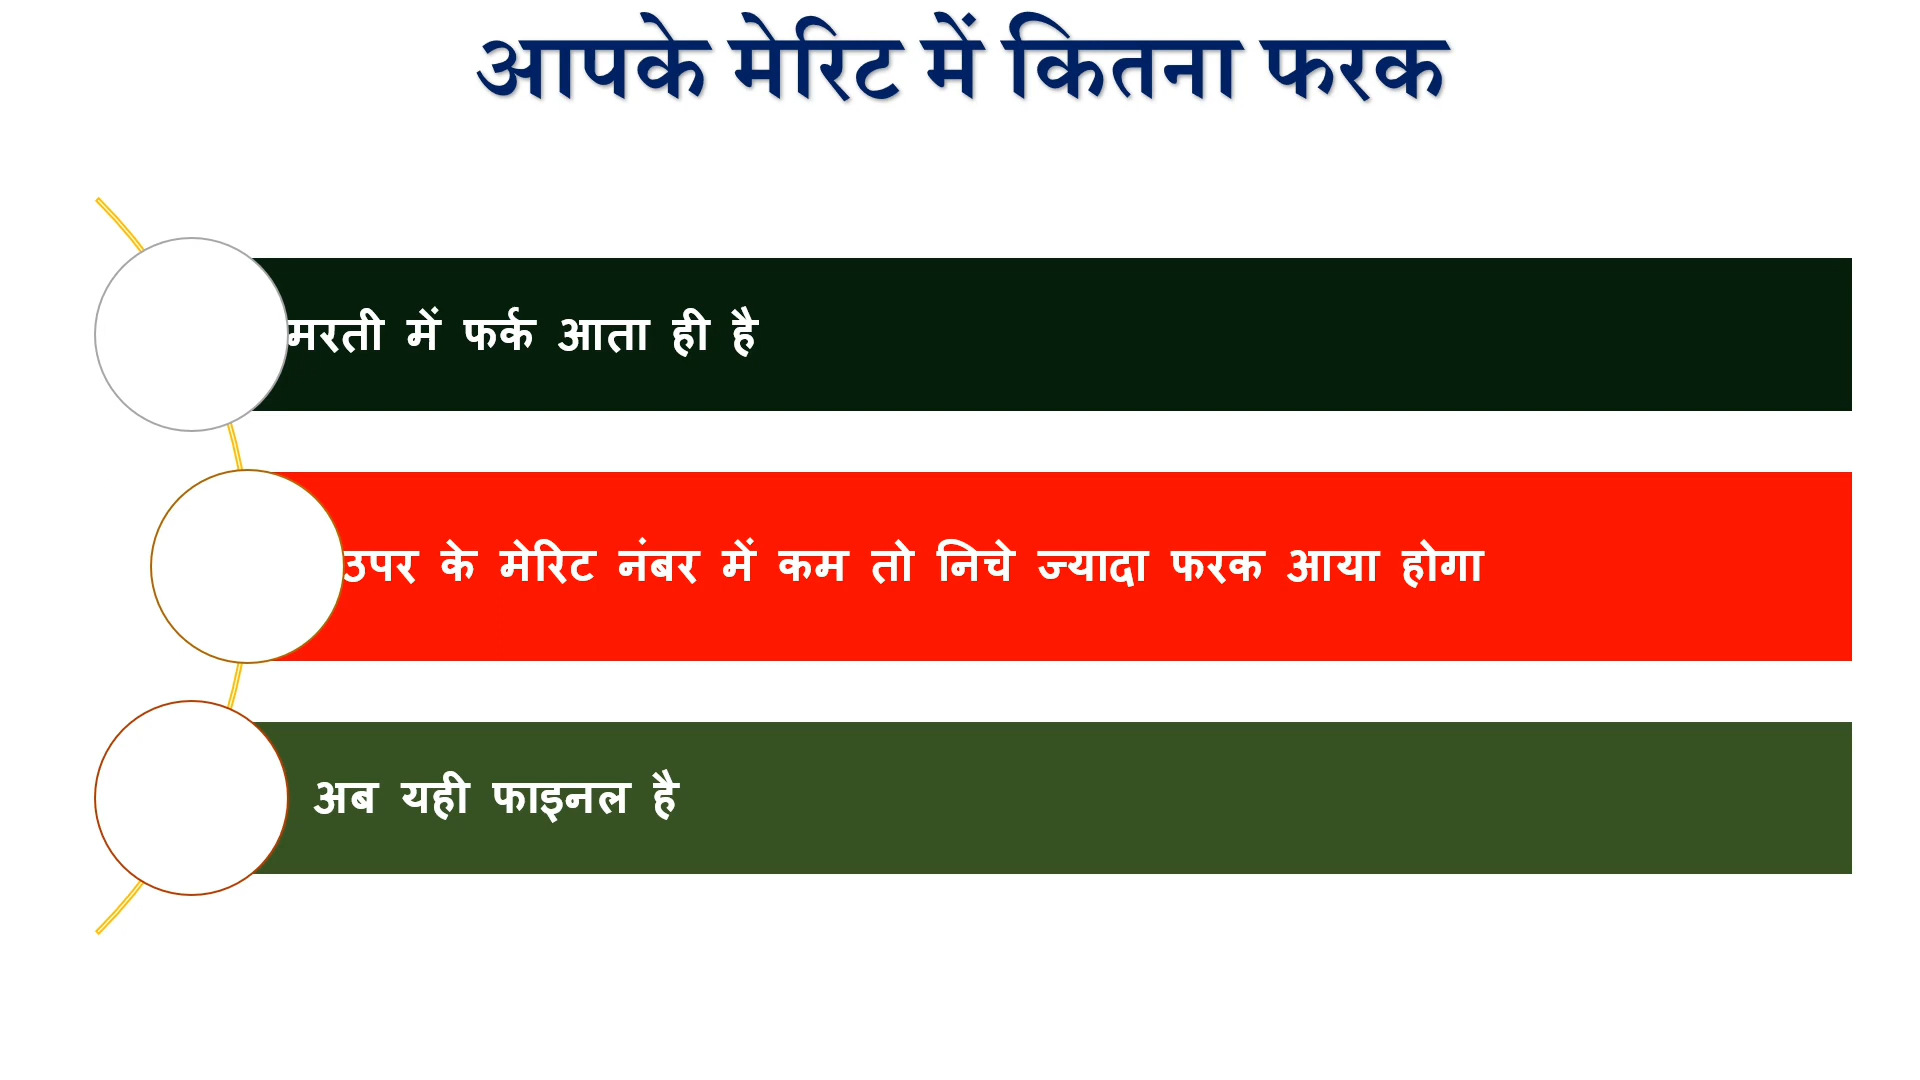 आपके मेरिट में कितना फरक
मरती में फर्क आता ही है
उपर के मेरिट नंबर में कम तो निचे ज्यादा फरक आया होगा
अब यही फाइनल है